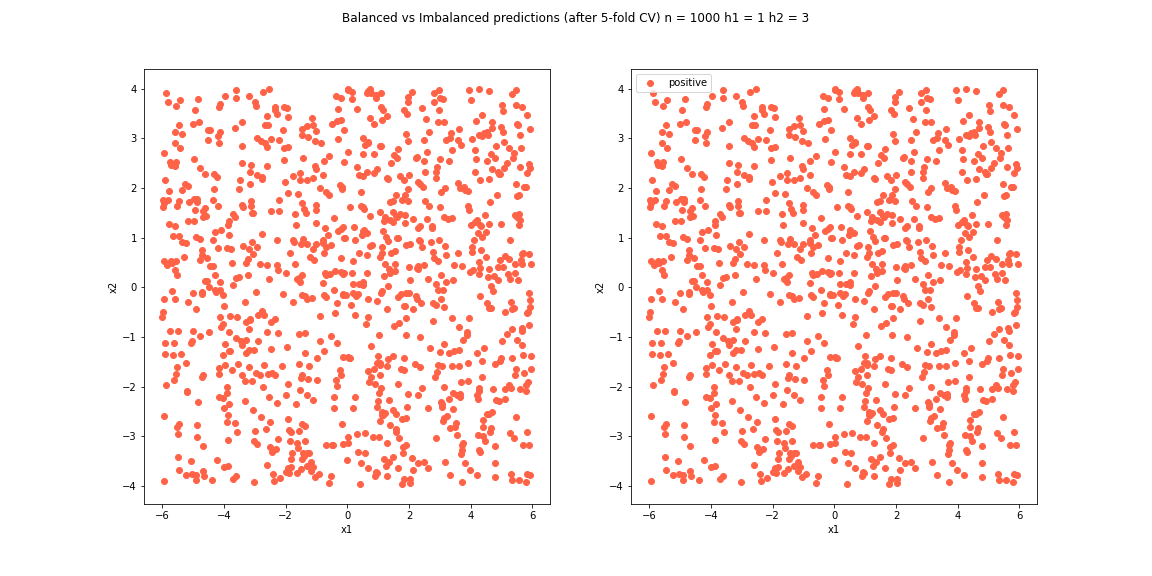 Balanced vs Imbalanced predictions (after 5-fold CV) n = 1000 h1 = 1 h2 = 3
4
3
2
1
0
−1
−2
−3
−4
x2
−6 −4 −2 0 2 4 6
x1
positive
4
3
2
1
0
−1
−2
−3
−4
x2
−6 −4 −2 0 2 4 6
x1